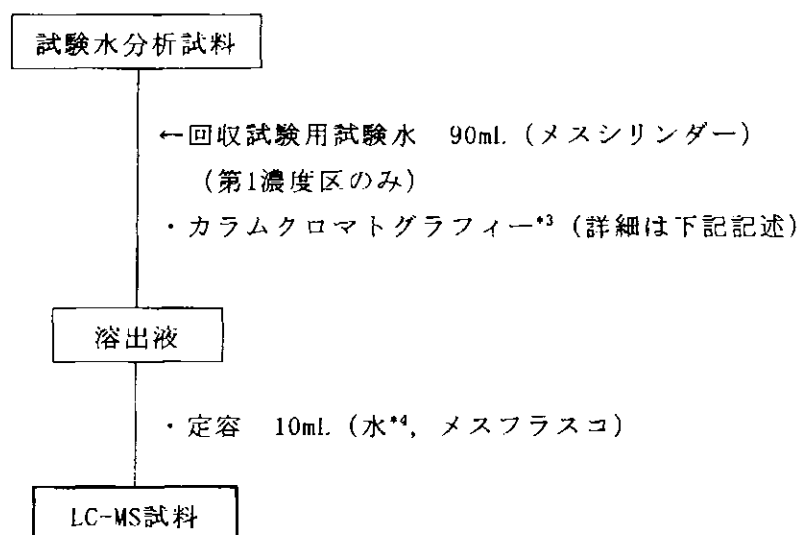 試験水分析試料
←回収試験用試験水 90mL (メスシリンダー)
(第1濃度区のみ)
・カラムクロマトグラフィー*3 (詳細は下記記述)
溶出液
・定容 10mL (水*4, メスフラスコ)
LC-MS試料